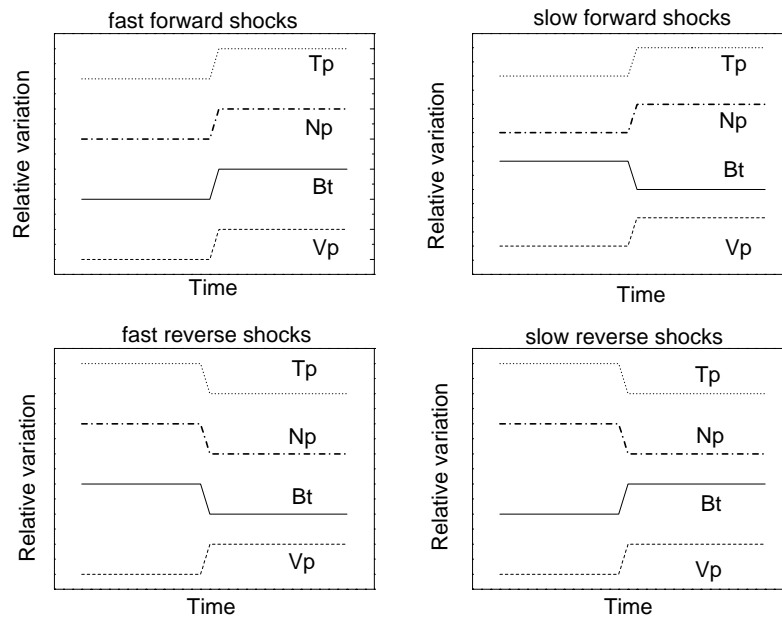 fast forward shocks
Relative variation
Tp
Np
Bt
Vp
Time
slow forward shocks
Relative variation
Tp
Np
Bt
Vp
Time
fast reverse shocks
Relative variation
Tp
Np
Bt
Vp
Time
slow reverse shocks
Relative variation
Tp
Np
Bt
Vp
Time